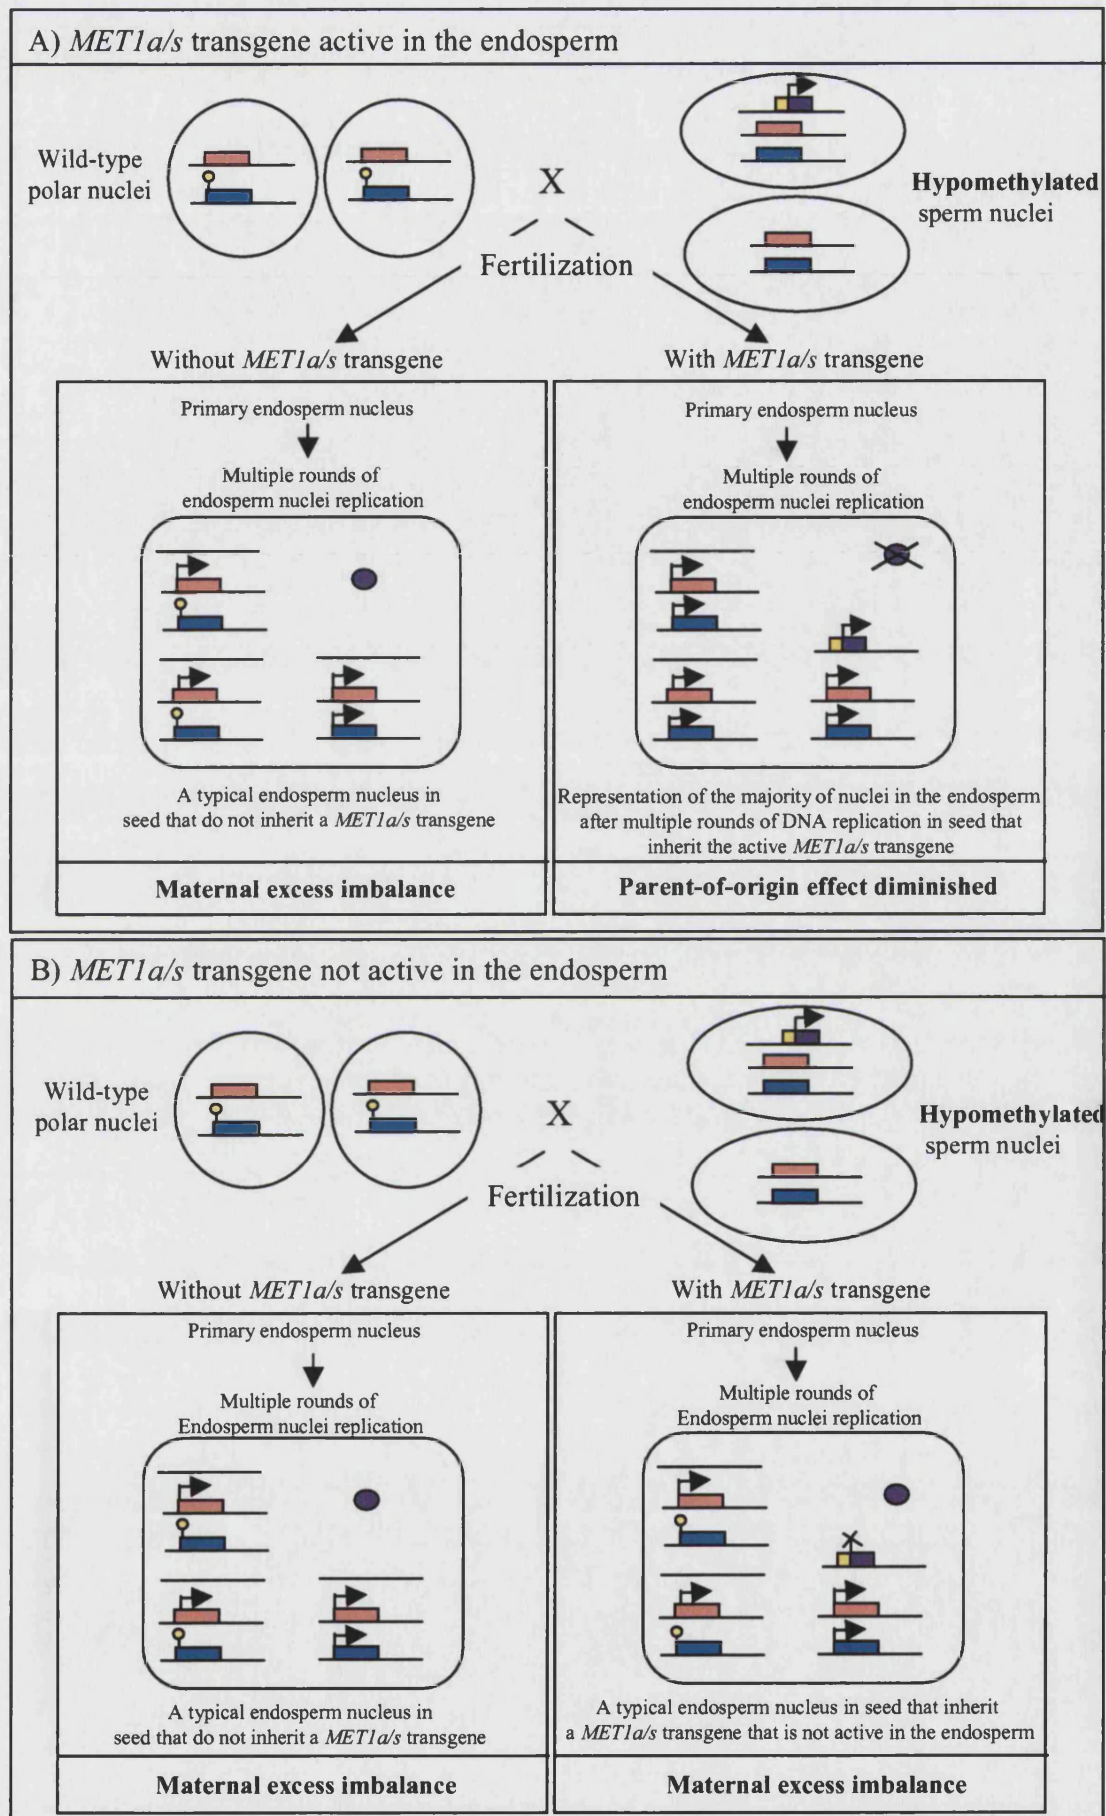 A) MET1a/s transgene active in the endosperm
Wild-type
polar nuclei
X
Hypomethylated
sperm nuclei
Fertilization
Without MET1a/s transgene
With MET1a/s transgene
Primary endosperm nucleus
Multiple rounds of
endosperm nuclei replication
A typical endosperm nucleus in
seed that do not inherit a MET1a/s transgene
Maternal excess imbalance
Primary endosperm nucleus
Multiple rounds of
endosperm nuclei replication
Representation of the majority of nuclei in the endosperm
after multiple rounds of DNA replication in seed that
inherit the active MET1a/s transgene
Parent-of-origin effect diminished
B) MET1a/s transgene not active in the endosperm
Wild-type
polar nuclei
X
Hypomethylated
sperm nuclei
Fertilization
Without MET1a/s transgene
With MET1a/s transgene
Primary endosperm nucleus
Multiple rounds of
Endosperm nuclei replication
A typical endosperm nucleus in
seed that do not inherit a MET1a/s transgene
Maternal excess imbalance
Primary endosperm nucleus
Multiple rounds of
Endosperm nuclei replication
A typical endosperm nucleus in seed that inherit
a MET1a/s transgene that is not active in the endosperm
Maternal excess imbalance